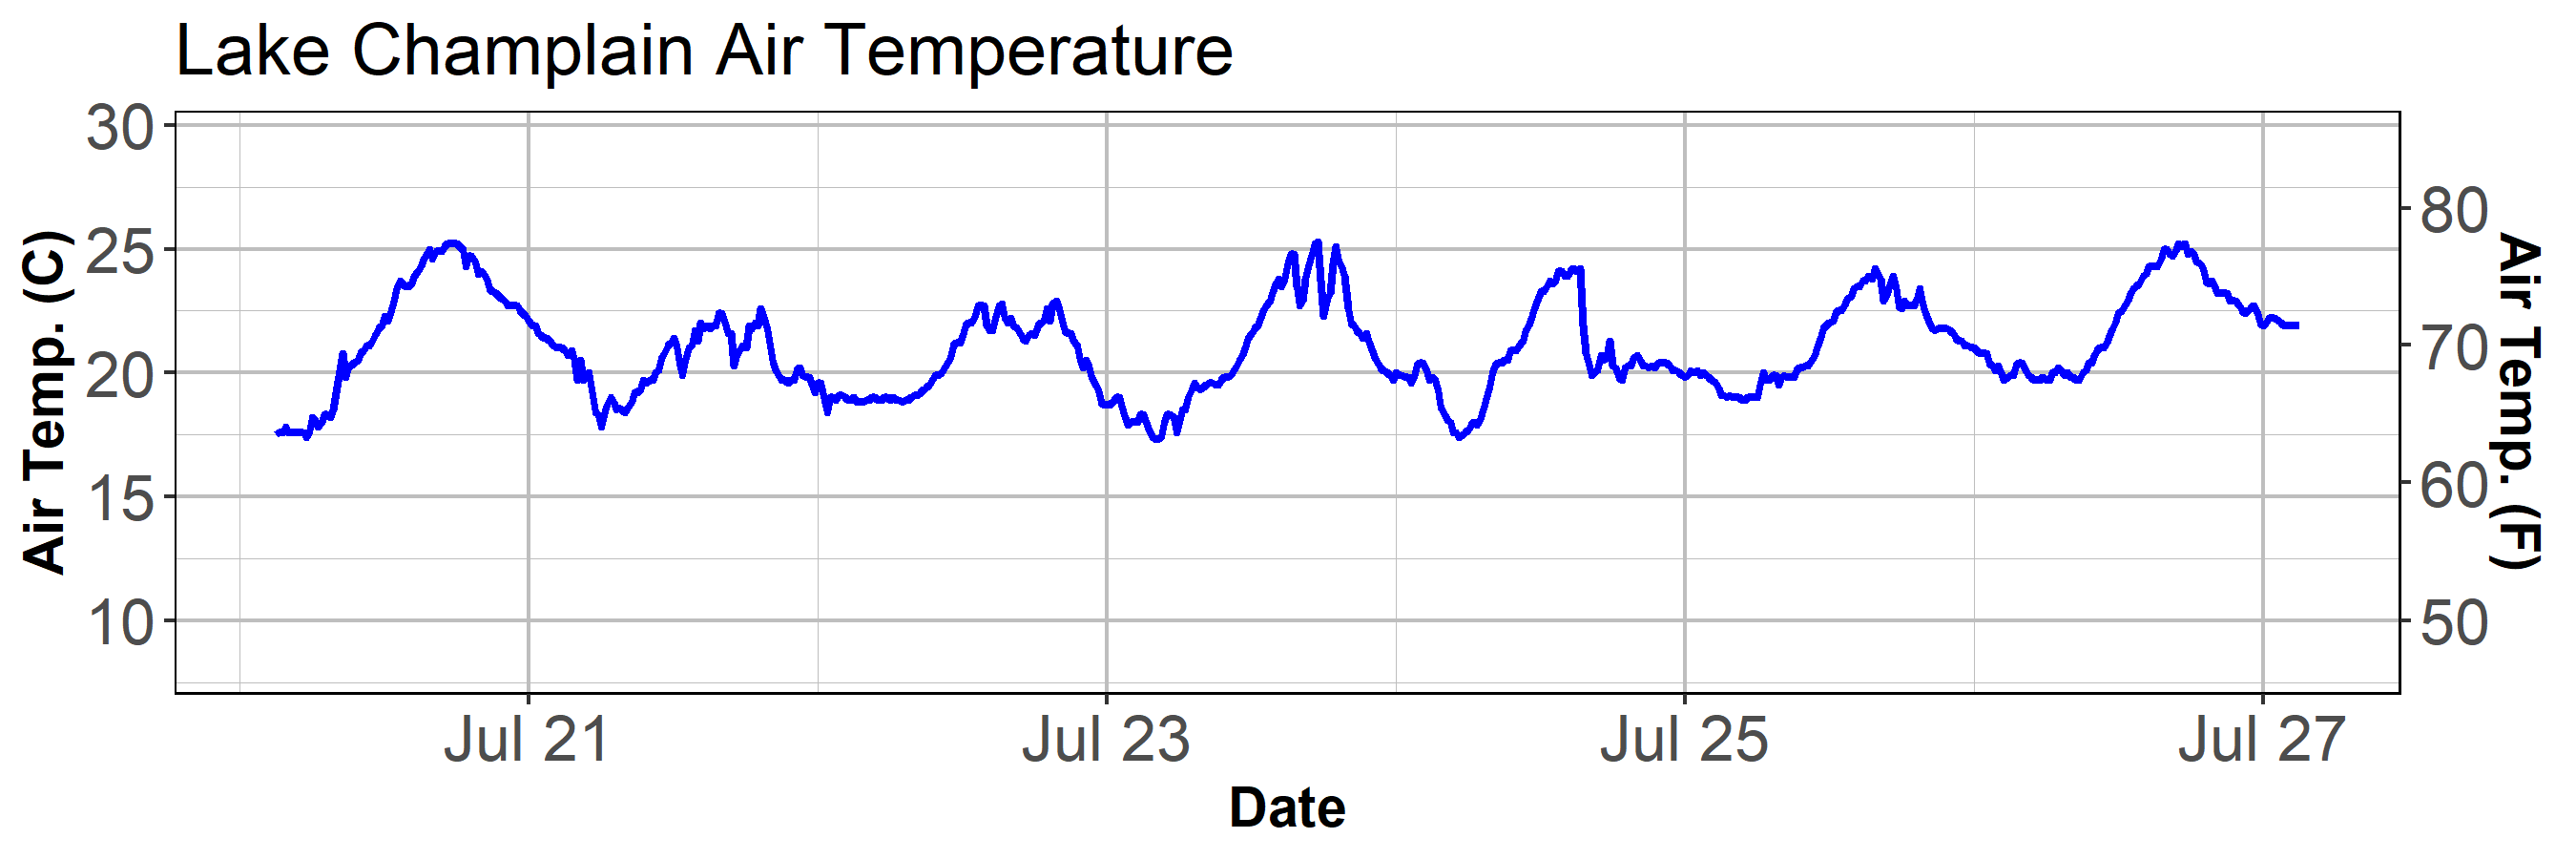 Lake Champlain Air Temperature
Air Temp. (C)
30
25
20
15
10
80
70
60
50
Air Temp. (F)
Jul 21
Jul 23
Jul 25
Jul 27
Date